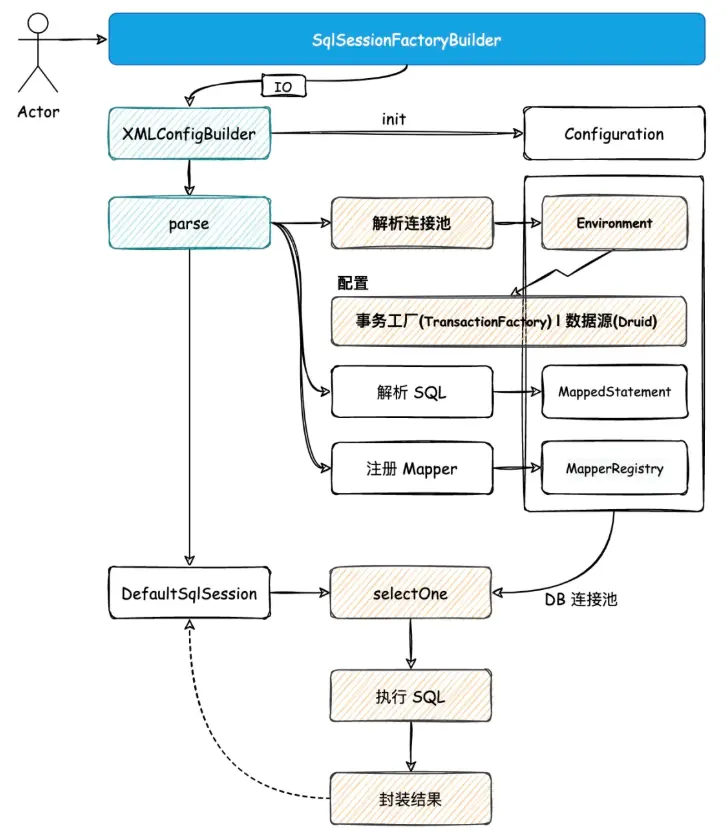 SqlSessionFactoryBuilder
Actor
IO
XMLConfigBuilder
init
Configuration
parse
解析连接池
Environment
配置
事务工厂(TransactionFactory) | 数据源(Druid)
解析 SQL
MappedStatement
注册 Mapper
MapperRegistry
DefaultSqlSession
selectOne
DB 连接池
执行 SQL
封装结果